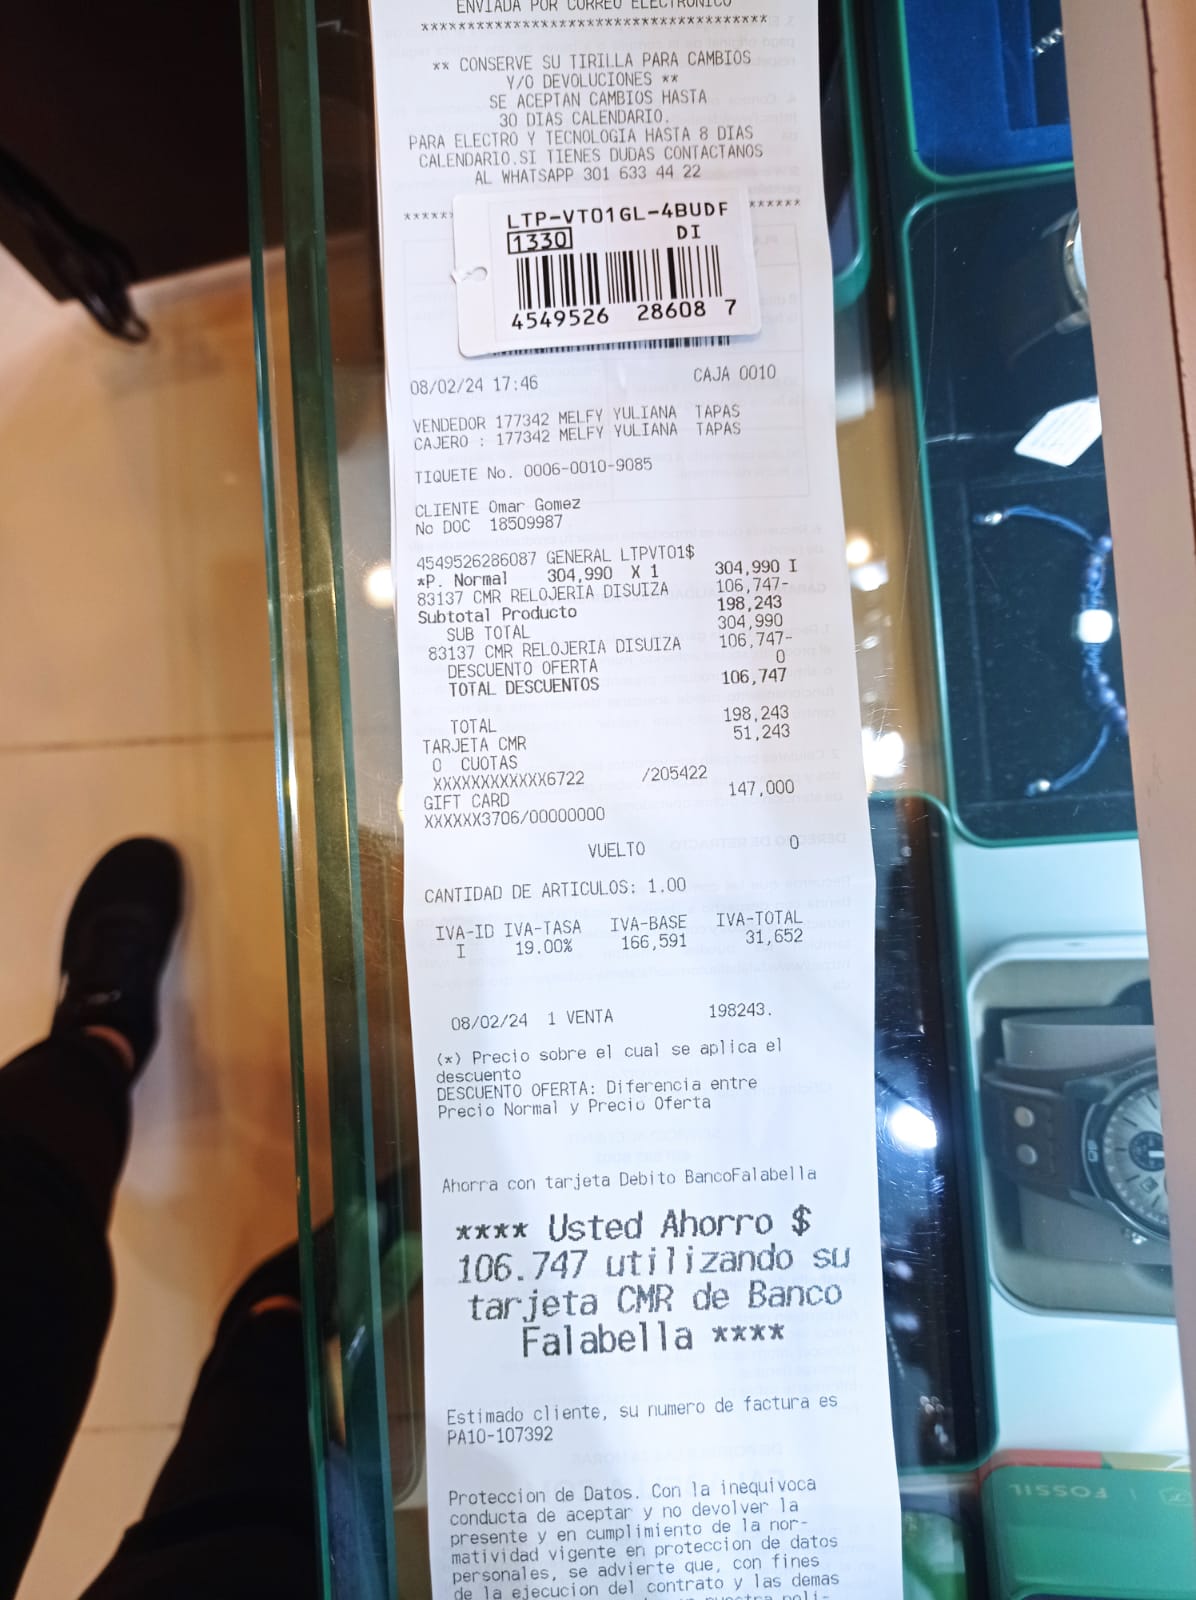 ENVIADA POR CORREO ELECTRONICO
************************************
** CONSERVE SU TIRILLA PARA CAMBIOS
Y/O DEVOLUCIONES **
SE ACEPTAN CAMBIOS HASTA
30 DIAS CALENDARIO.
PARA ELECTRO Y TECNOLOGIA HASTA 8 DIAS
CALENDARIO.SI TIENES DUDAS CONTACTANOS
AL WHATSAPP 301 633 44 22
LTP-VT01GL-4BUDF
1330 DI
4549526 28608 7
08/02/24 17:46 CAJA 0010
VENDEDOR 177342 MELFY YULIANA TAPAS
CAJERO : 177342 MELFY YULIANA TAPAS
TIQUETE No. 0006-0010-9085
CLIENTE Omar Gomez
No DOC 18509987
4549526286087 GENERAL LTPVT01$
*P. Normal 304,990 X 1 304,990 I
83137 CMR RELOJERIA DISUIZA 106,747-
Subtotal Producto 198,243
SUB TOTAL 304,990
83137 CMR RELOJERIA DISUIZA 106,747-
DESCUENTO OFERTA 0
TOTAL DESCUENTOS 106,747
TOTAL 198,243
TARJETA CMR 51,243
0 CUOTAS
XXXXXXXXXXXX6722 /205422
GIFT CARD 147,000
XXXXXX3706/00000000
VUELTO 0
CANTIDAD DE ARTICULOS: 1.00
IVA-ID IVA-TASA IVA-BASE IVA-TOTAL
I 19.00% 166,591 31,652
08/02/24 1 VENTA 198243.
(*) Precio sobre el cual se aplica el
descuento
DESCUENTO OFERTA: Diferencia entre
Precio Normal y Precio Oferta
Ahorra con tarjeta Debito BancoFalabella
**** Usted Ahorro $
106.747 utilizando su
tarjeta CMR de Banco
Falabella ****
Estimado cliente, su numero de factura es
PA10-107392
Proteccion de Datos. Con la inequivoca
conducta de aceptar y no devolver la
presente y en cumplimiento de la nor-
matividad vigente en proteccion de datos
personales, se advierte que, con fines
de la ejecucion del contrato y las demas
FOSSIL